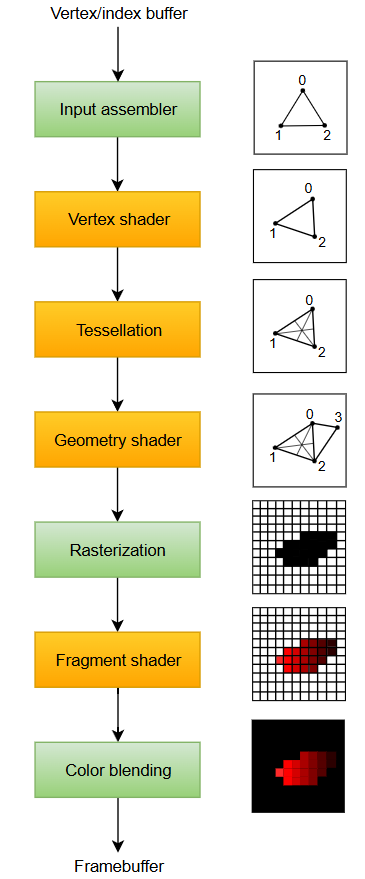 Vertex/index buffer
Input assembler
0
1
2
Vertex shader
0
1
2
Tessellation
0
1
2
Geometry shader
0
3
1
2
Rasterization
Fragment shader
Color blending
Framebuffer